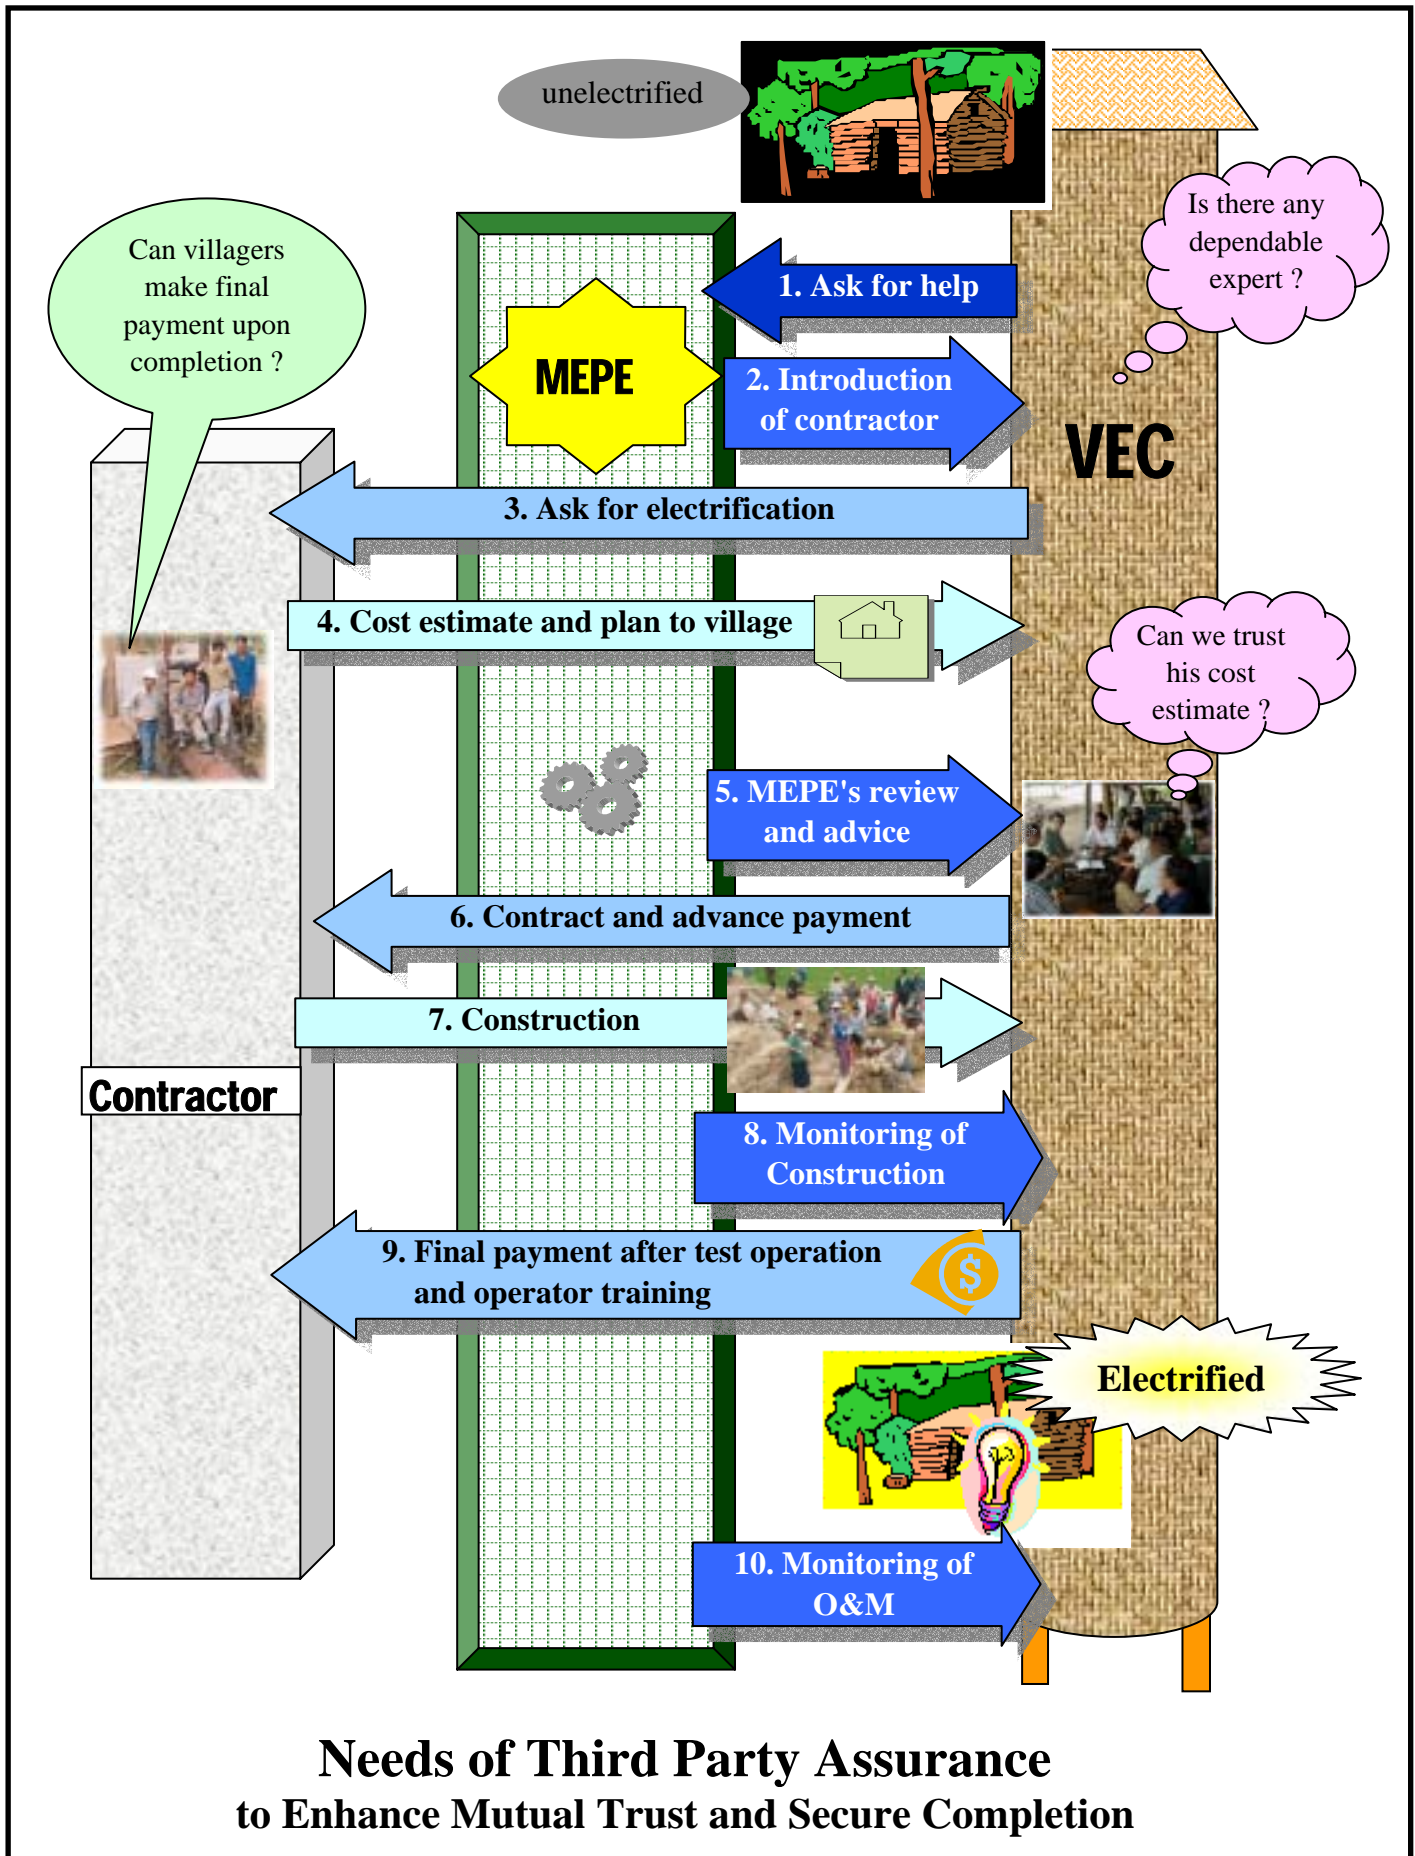 unelectrified
Is there any
dependable
expert ?
Can villagers
make final
payment upon
completion ?
1. Ask for help
MEPE
2. Introduction
of contractor
VEC
3. Ask for electrification
4. Cost estimate and plan to village
Can we trust
his cost
estimate ?
5. MEPE's review
and advice
6. Contract and advance payment
7. Construction
Contractor
8. Monitoring of
Construction
9. Final payment after test operation
and operator training
$
Electrified
10. Monitoring of
O&M
Needs of Third Party Assurance
to Enhance Mutual Trust and Secure Completion